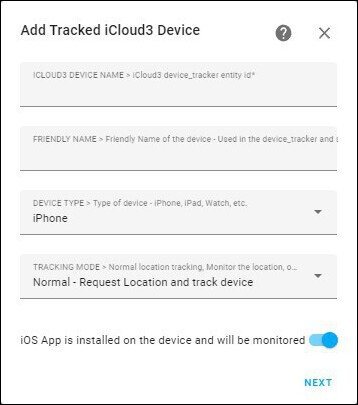 Add Tracked iCloud3 Device
ICLOUD3 DEVICE NAME > iCloud3 device_tracker entity id*
FRIENDLY NAME > Friendly Name of the device - Used in the device_tracker and s
DEVICE TYPE > Type of device - iPhone, iPad, Watch, etc.
iPhone
TRACKING MODE > Normal location tracking, Monitor the location, o...
Normal - Request Location and track device
iOS App is installed on the device and will be monitored
NEXT